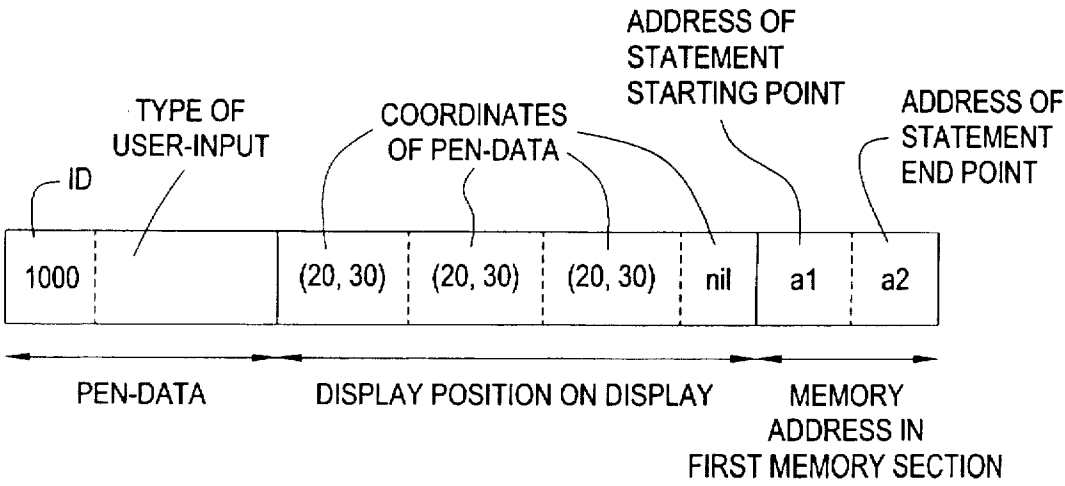 ADDRESS OF
STATEMENT
STARTING POINT
ADDRESS OF
STATEMENT
END POINT
TYPE OF
USER-INPUT
COORDINATES
OF PEN-DATA
ID
1000
(20, 30)
(20, 30)
(20, 30)
nil
a1
a2
PEN-DATA
DISPLAY POSITION ON DISPLAY
MEMORY
ADDRESS IN
FIRST MEMORY SECTION